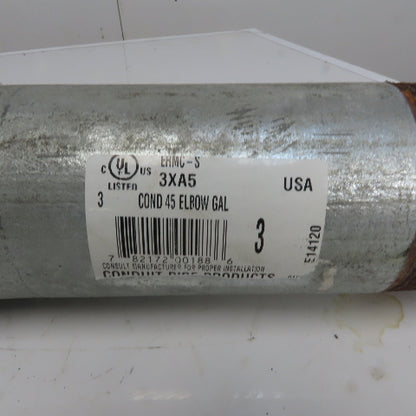 ERMC-S
C UL US 3XA5 USA
LISTED
3 COND 45 ELBOW GAL
3
E14120
7 82172 00188 6
CONSULT MANUFACTURER FOR PROPER INSTALLATION
CONDUIT PIPE PRODUCTS